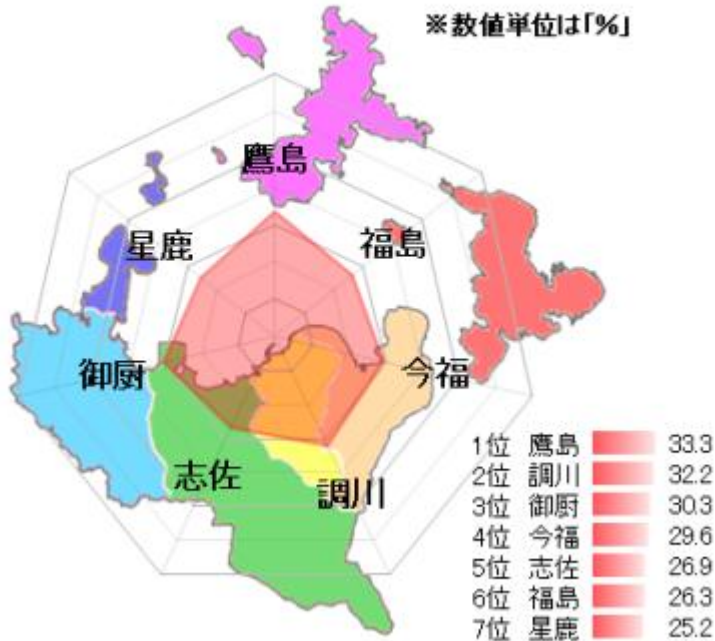 ※数値単位は「%」
鷹島
星鹿
福島
御厨
今福
志佐
調川
1位 鷹島 33.3
2位 調川 32.2
3位 御厨 30.3
4位 今福 29.6
5位 志佐 26.9
6位 福島 26.3
7位 星鹿 25.2